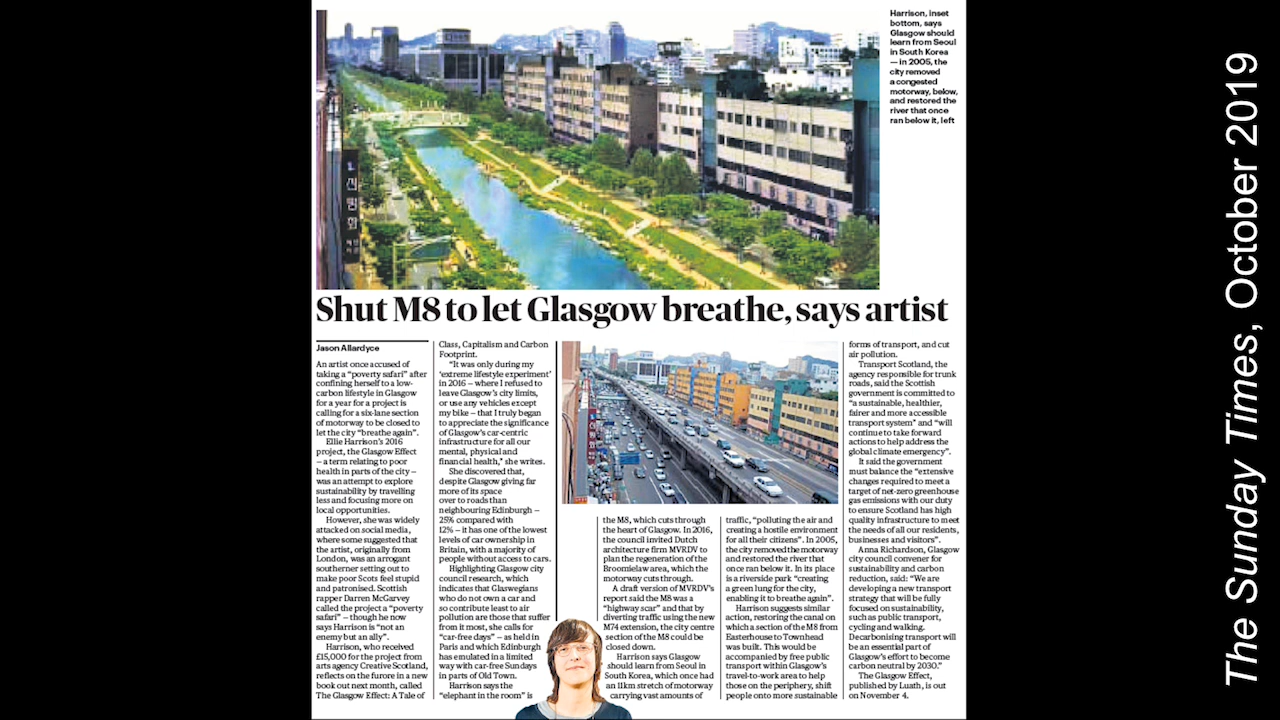 Harrison, inset
bottom, says
Glasgow should
learn from Seoul
in South Korea
— in 2005, the
city removed
a congested
motorway, below,
and restored the
river that once
ran below it, left
Shut M8 to let Glasgow breathe, says artist
Jason Allardyce
An artist once accused of
taking a “poverty safari” after
confining herself to a low-
carbon lifestyle in Glasgow
for a year for a project is
calling for a six-lane section
of motorway to be closed to
let the city “breathe again”.
Ellie Harrison’s 2016
project, the Glasgow Effect
– a term relating to poor
health in parts of the city –
was an attempt to explore
sustainability by travelling
less and focusing more on
local opportunities.
However, she was widely
attacked on social media,
where some suggested that
the artist, originally from
London, was an arrogant
southerner setting out to
make poor Scots feel stupid
and patronised. Scottish
rapper Darren McGarvey
called the project a “poverty
safari” – though he now
says Harrison is “not an
enemy but an ally”.
Harrison, who received
£15,000 for the project from
arts agency Creative Scotland,
reflects on the furore in a new
book out next month, called
The Glasgow Effect: A Tale of
Class, Capitalism and Carbon
Footprint.
“It was only during my
‘extreme lifestyle experiment’
in 2016 – where I refused to
leave Glasgow’s city limits,
or use any vehicles except
my bike – that I truly began
to appreciate the significance
of Glasgow’s car-centric
infrastructure for all our
mental, physical and
financial health,” she writes.
She discovered that,
despite Glasgow giving far
more of its space
over to roads than
neighbouring Edinburgh –
25% compared with
12% – it has one of the lowest
levels of car ownership in
Britain, with a majority of
people without access to cars.
Highlighting Glasgow city
council research, which
indicates that Glaswegians
who do not own a car and
so contribute least to air
pollution are those that suffer
from it most, she calls for
“car-free days” – as held in
Paris and which Edinburgh
has emulated in a limited
way with car-free Sundays
in parts of Old Town.
Harrison says the
“elephant in the room” is
the M8, which cuts through
the heart of Glasgow. In 2016,
the council invited Dutch
architecture firm MVRDV to
plan the regeneration of the
Broomielaw area, which the
motorway cuts through.
A draft version of MVRDV’s
report said the M8 was a
“highway scar” and that by
diverting traffic using the new
M74 extension, the city centre
section of the M8 could be
closed down.
Harrison says Glasgow
should learn from Seoul in
South Korea, which once had
an 11km stretch of motorway
carrying vast amounts of
traffic, “polluting the air and
creating a hostile environment
for all their citizens”. In 2005,
the city removed the motorway
and restored the river that
once ran below it. In its place
is a riverside park “creating
a green lung for the city,
enabling it to breathe again”.
Harrison suggests similar
action, restoring the canal on
which a section of the M8 from
Easterhouse to Townhead
was built. This would be
accompanied by free public
transport within Glasgow’s
travel-to-work area to help
those on the periphery, shift
people onto more sustainable
forms of transport, and cut
air pollution.
Transport Scotland, the
agency responsible for trunk
roads, said the Scottish
government is committed to
“a sustainable, healthier,
fairer and more accessible
transport system” and “will
continue to take forward
actions to help address the
global climate emergency”.
It said the government
must balance the “extensive
changes required to meet a
target of net-zero greenhouse
gas emissions with our duty
to ensure Scotland has high
quality infrastructure to meet
the needs of all our residents,
businesses and visitors”.
Anna Richardson, Glasgow
city council convener for
sustainability and carbon
reduction, said: “We are
developing a new transport
strategy that will be fully
focused on sustainability,
such as public transport,
cycling and walking.
Decarbonising transport will
be an essential part of
Glasgow’s effort to become
carbon neutral by 2030.”
The Glasgow Effect,
published by Luath, is out
on November 4.
The Sunday Times, October 2019